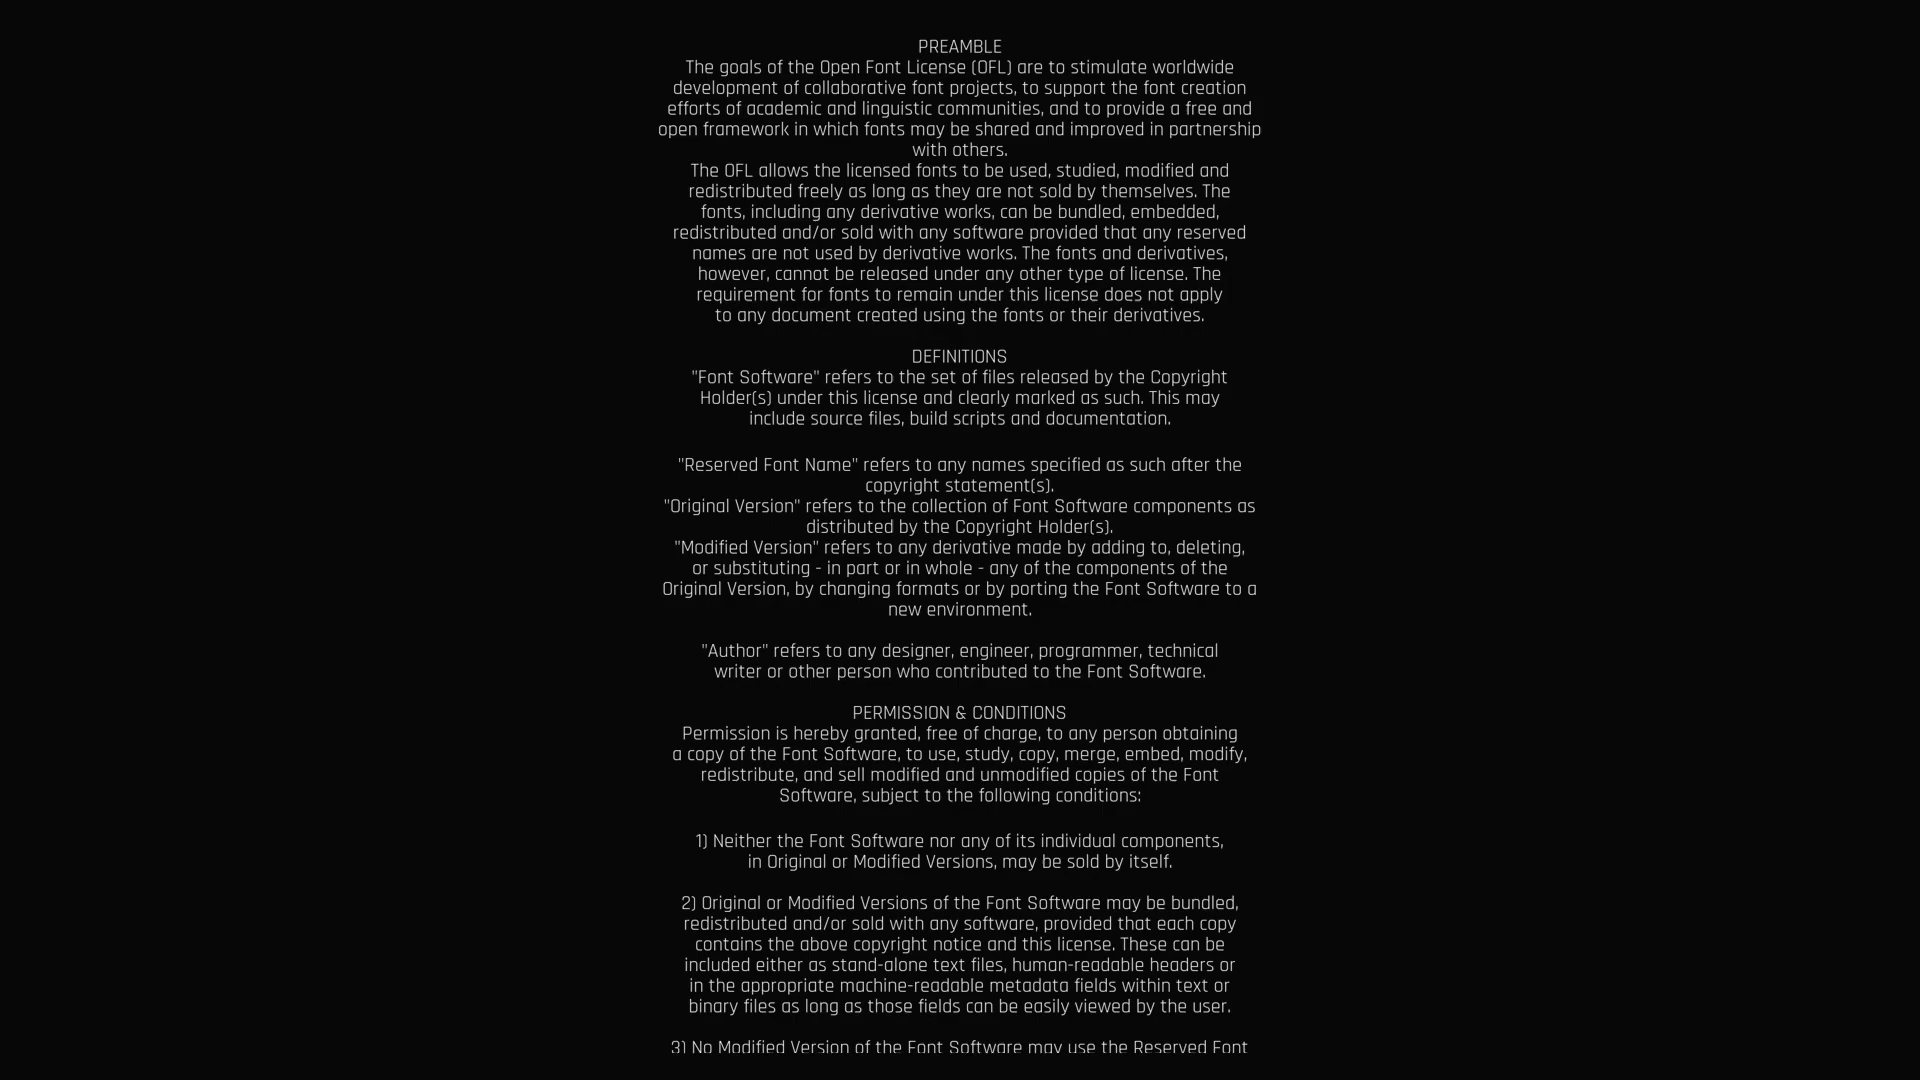 PREAMBLE
The goals of the Open Font License (OFL) are to stimulate worldwide
development of collaborative font projects, to support the font creation
efforts of academic and linguistic communities, and to provide a free and
open framework in which fonts may be shared and improved in partnership
with others.
The OFL allows the licensed fonts to be used, studied, modified and
redistributed freely as long as they are not sold by themselves. The
fonts, including any derivative works, can be bundled, embedded,
redistributed and/or sold with any software provided that any reserved
names are not used by derivative works. The fonts and derivatives,
however, cannot be released under any other type of license. The
requirement for fonts to remain under this license does not apply
to any document created using the fonts or their derivatives.
DEFINITIONS
"Font Software" refers to the set of files released by the Copyright
Holder(s) under this license and clearly marked as such. This may
include source files, build scripts and documentation.
"Reserved Font Name" refers to any names specified as such after the
copyright statement(s).
"Original Version" refers to the collection of Font Software components as
distributed by the Copyright Holder(s).
"Modified Version" refers to any derivative made by adding to, deleting,
or substituting - in part or in whole - any of the components of the
Original Version, by changing formats or by porting the Font Software to a
new environment.
"Author" refers to any designer, engineer, programmer, technical
writer or other person who contributed to the Font Software.
PERMISSION & CONDITIONS
Permission is hereby granted, free of charge, to any person obtaining
a copy of the Font Software, to use, study, copy, merge, embed, modify,
redistribute, and sell modified and unmodified copies of the Font
Software, subject to the following conditions:
1) Neither the Font Software nor any of its individual components,
in Original or Modified Versions, may be sold by itself.
2) Original or Modified Versions of the Font Software may be bundled,
redistributed and/or sold with any software, provided that each copy
contains the above copyright notice and this license. These can be
included either as stand-alone text files, human-readable headers or
in the appropriate machine-readable metadata fields within text or
binary files as long as those fields can be easily viewed by the user.
3) No Modified Version of the Font Software may use the Reserved Font